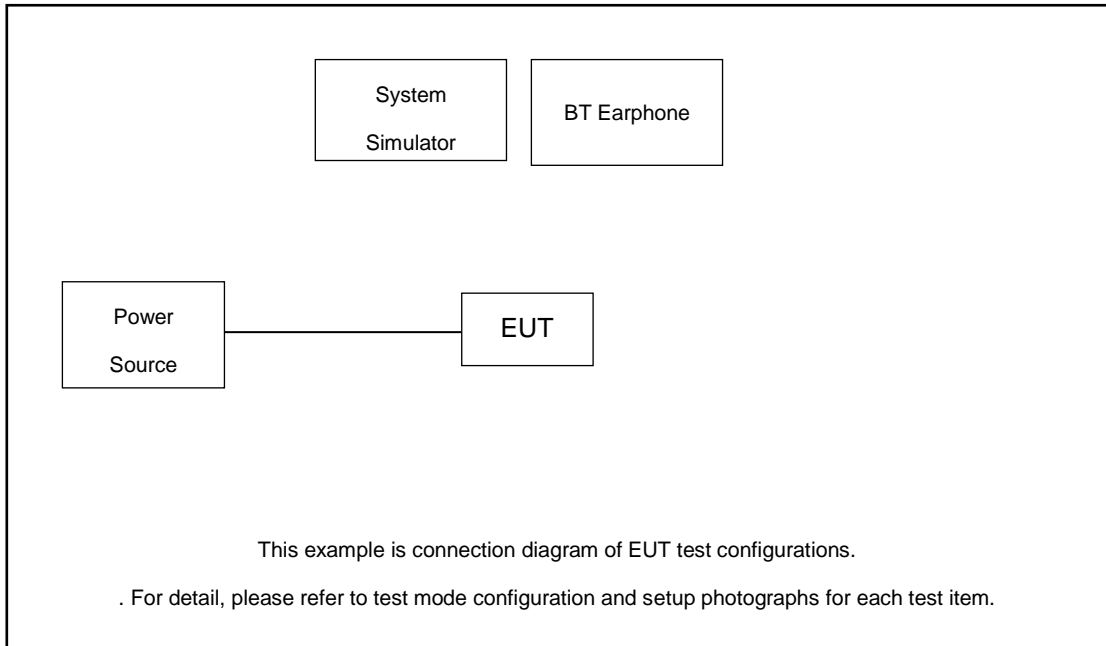 System
Simulator
BT Earphone
Power
Source
EUT
This example is connection diagram of EUT test configurations.
. For detail, please refer to test mode configuration and setup photographs for each test item.